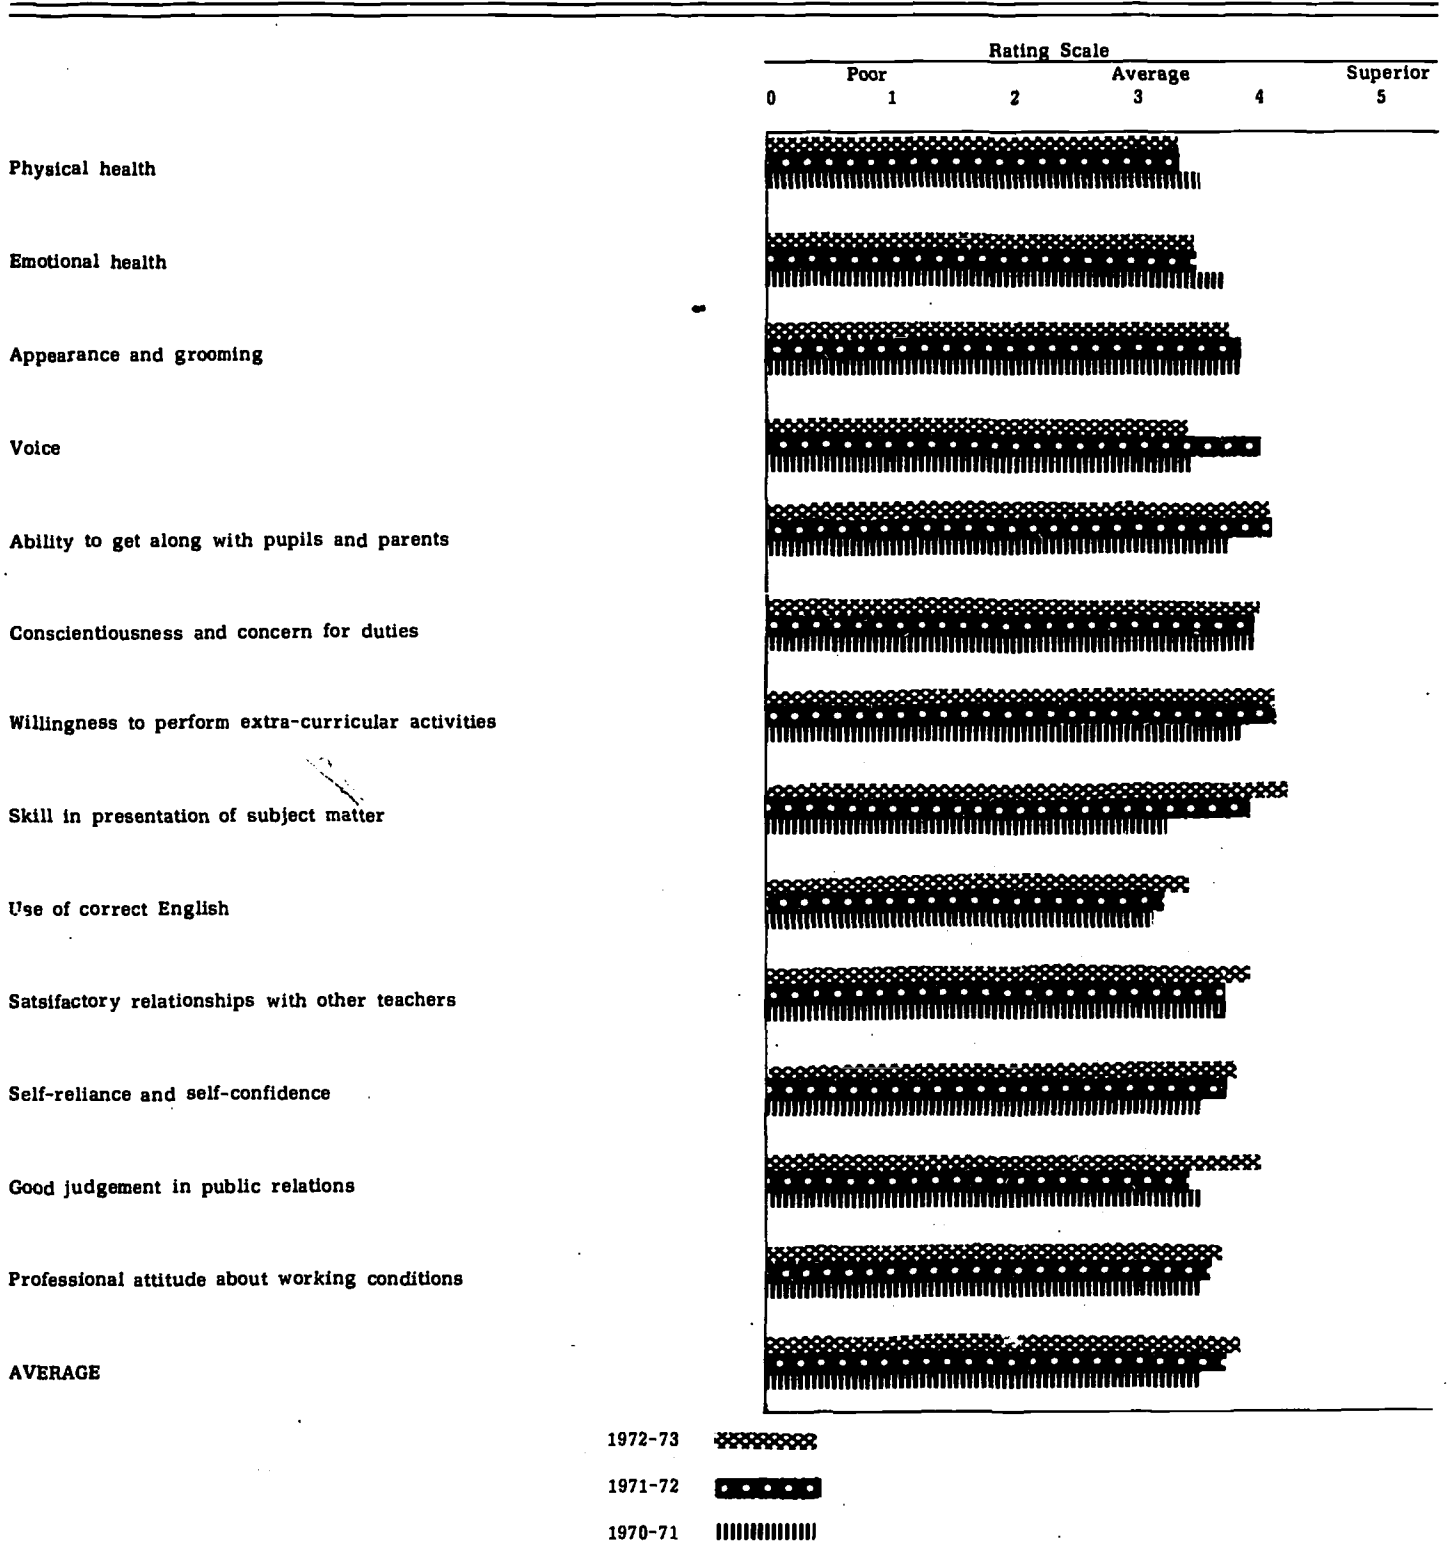 Rating Scale
Poor Average Superior
0 1 2 3 4 5
Physical health
Emotional health
Appearance and grooming
Voice
Ability to get along with pupils and parents
Conscientiousness and concern for duties
Willingness to perform extra-curricular activities
Skill in presentation of subject matter
Use of correct English
Satsifactory relationships with other teachers
Self-reliance and self-confidence
Good judgement in public relations
Professional attitude about working conditions
AVERAGE
1972-73
1971-72
1970-71